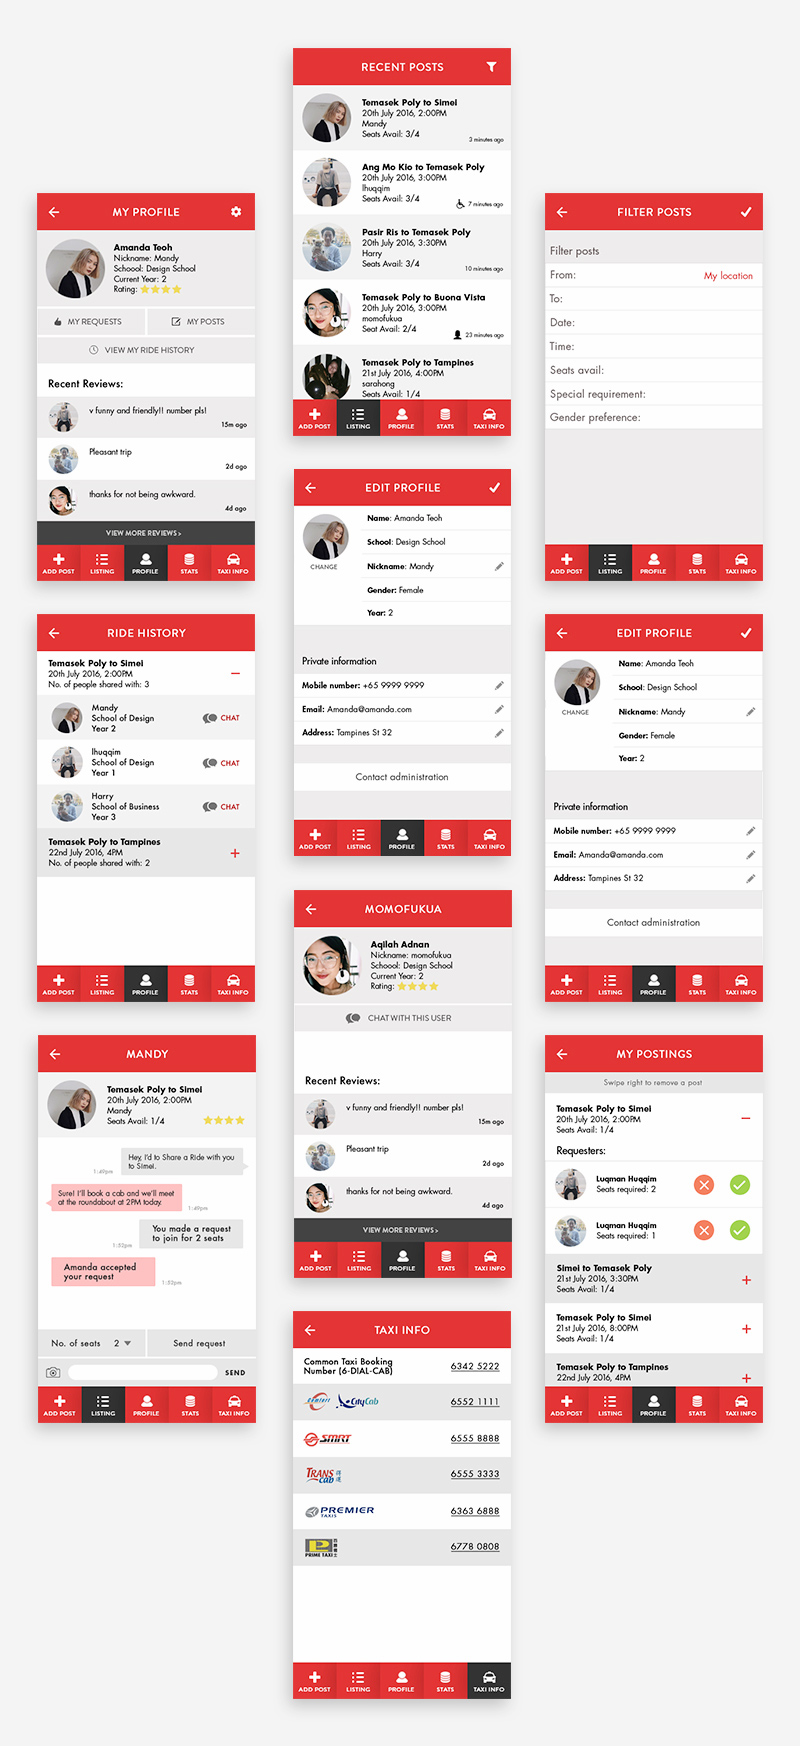 RECENT POSTS
Temasek Poly to Simei
20th July 2016, 2:00PM
Mandy
Seats Avail: 3/4
3 minutes ago
Ang Mo Kio to Temasek Poly
20th July 2016, 3:00PM
lhuqqim
Seats Avail: 3/4
7 minutes ago
Pasir Ris to Temasek Poly
20th July 2016, 3:30PM
Harry
Seats Avail: 3/4
10 minutes ago
Temasek Poly to Buona Vista
20th July 2016, 3:00PM
momofukua
Seat Avail: 2/4
23 minutes ago
Temasek Poly to Tampines
21st July 2016, 4:00PM
sarahong
Seats Avail: 1/4
ADD POST LISTING PROFILE STATS TAXI INFO
MY PROFILE
Amanda Teoh
Nickname: Mandy
Schoool: Design School
Current Year: 2
Rating:
MY REQUESTS
MY POSTS
VIEW MY RIDE HISTORY
Recent Reviews:
v funny and friendly!! number pls!
15m ago
Pleasant trip
2d ago
thanks for not being awkward.
4d ago
VIEW MORE REVIEWS >
ADD POST LISTING PROFILE STATS TAXI INFO
FILTER POSTS
Filter posts
From: My location
To:
Date:
Time:
Seats avail:
Special requirement:
Gender preference:
ADD POST LISTING PROFILE STATS TAXI INFO
EDIT PROFILE
CHANGE
Name: Amanda Teoh
School: Design School
Nickname: Mandy
Gender: Female
Year: 2
Private information
Mobile number: +65 9999 9999
Email: Amanda@amanda.com
Address: Tampines St 32
Contact administration
ADD POST LISTING PROFILE STATS TAXI INFO
RIDE HISTORY
Temasek Poly to Simei
20th July 2016, 2:00PM
No. of people shared with: 3
Mandy
School of Design
Year 2
CHAT
lhuqqim
School of Design
Year 1
CHAT
Harry
School of Business
Year 3
CHAT
Temasek Poly to Tampines
22nd July 2016, 4PM
No. of people shared with: 2
ADD POST LISTING PROFILE STATS TAXI INFO
EDIT PROFILE
CHANGE
Name: Amanda Teoh
School: Design School
Nickname: Mandy
Gender: Female
Year: 2
Private information
Mobile number: +65 9999 9999
Email: Amanda@amanda.com
Address: Tampines St 32
Contact administration
ADD POST LISTING PROFILE STATS TAXI INFO
MOMOFUKUA
Aqilah Adnan
Nickname: momofukua
Schoool: Design School
Current Year: 2
Rating:
CHAT WITH THIS USER
Recent Reviews:
v funny and friendly!! number pls!
15m ago
Pleasant trip
2d ago
thanks for not being awkward.
4d ago
VIEW MORE REVIEWS >
ADD POST LISTING PROFILE STATS TAXI INFO
MANDY
Temasek Poly to Simei
20th July 2016, 2:00PM
Mandy
Seats Avail: 1/4
Hey, I'd to Share a Ride with you
to Simei.
1:49pm
Sure! I'll book a cab and we'll meet
at the roundabout at 2PM today.
1:49pm
You made a request
to join for 2 seats
1:52pm
Amanda accepted
your request
1:52pm
No. of seats 2
Send request
SEND
ADD POST LISTING PROFILE STATS TAXI INFO
MY POSTINGS
Swipe right to remove a post
Temasek Poly to Simei
20th July 2016, 2:00PM
Seats Avail: 1/4
Requesters:
Luqman Huqqim
Seats required: 2
Luqman Huqqim
Seats required: 1
Simei to Temasek Poly
21st July 2016, 3:30PM
Seats Avail: 1/4
Temasek Poly to Simei
21st July 2016, 8:00PM
Seats Avail: 1/4
Temasek Poly to Tampines
22nd July 2016, 4PM
ADD POST LISTING PROFILE STATS TAXI INFO
TAXI INFO
Common Taxi Booking
Number (6-DIAL-CAB)
6342 5222
Comfort CityCab 6552 1111
SMRT 6555 8888
TRANS cab 6555 3333
PREMIER TAXIS 6363 6888
PRIME TAXI 6778 0808
ADD POST LISTING PROFILE STATS TAXI INFO